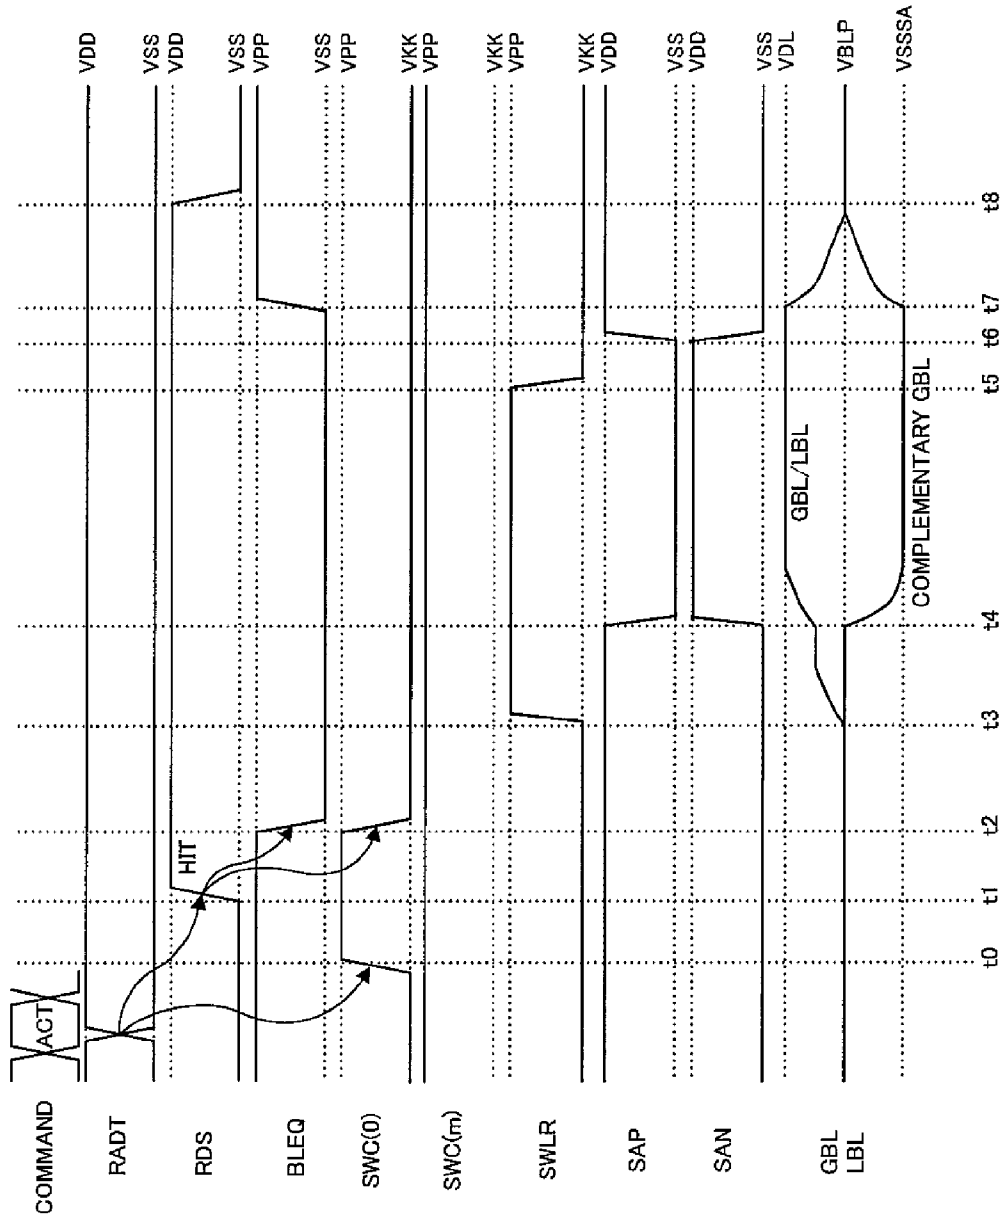 COMMAND ACT
RADT VDD
VSS
RDS HIT VDD
VSS
BLEQ VPP
VSS
SWC(0) VPP
VKK
SWC(m) VPP
VKK
SWLR VPP
VKK
SAP VDD
VSS
SAN VDD
VSS
VDL
GBL/LBL
GBL
LBL
VBLP
VSSSA
COMPLEMENTARY GBL
t0 t1 t2 t3 t4 t5 t6 t7 t8